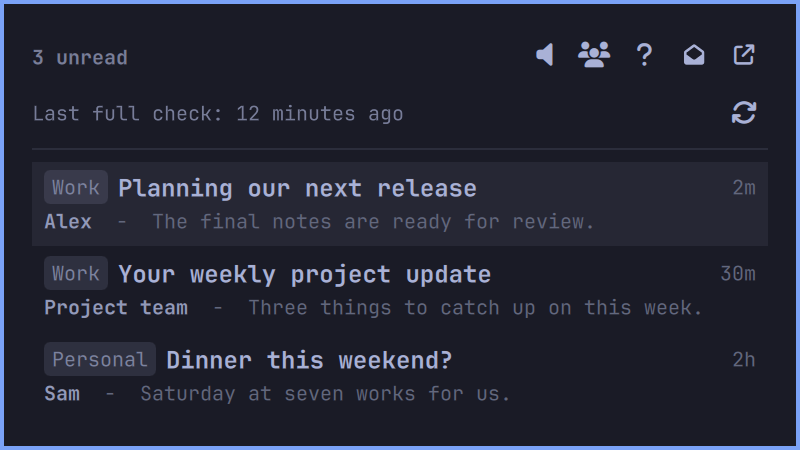 3 unread
Last full check: 12 minutes ago
Work Planning our next release 2m
Alex - The final notes are ready for review.
Work Your weekly project update 30m
Project team - Three things to catch up on this week.
Personal Dinner this weekend? 2h
Sam - Saturday at seven works for us.